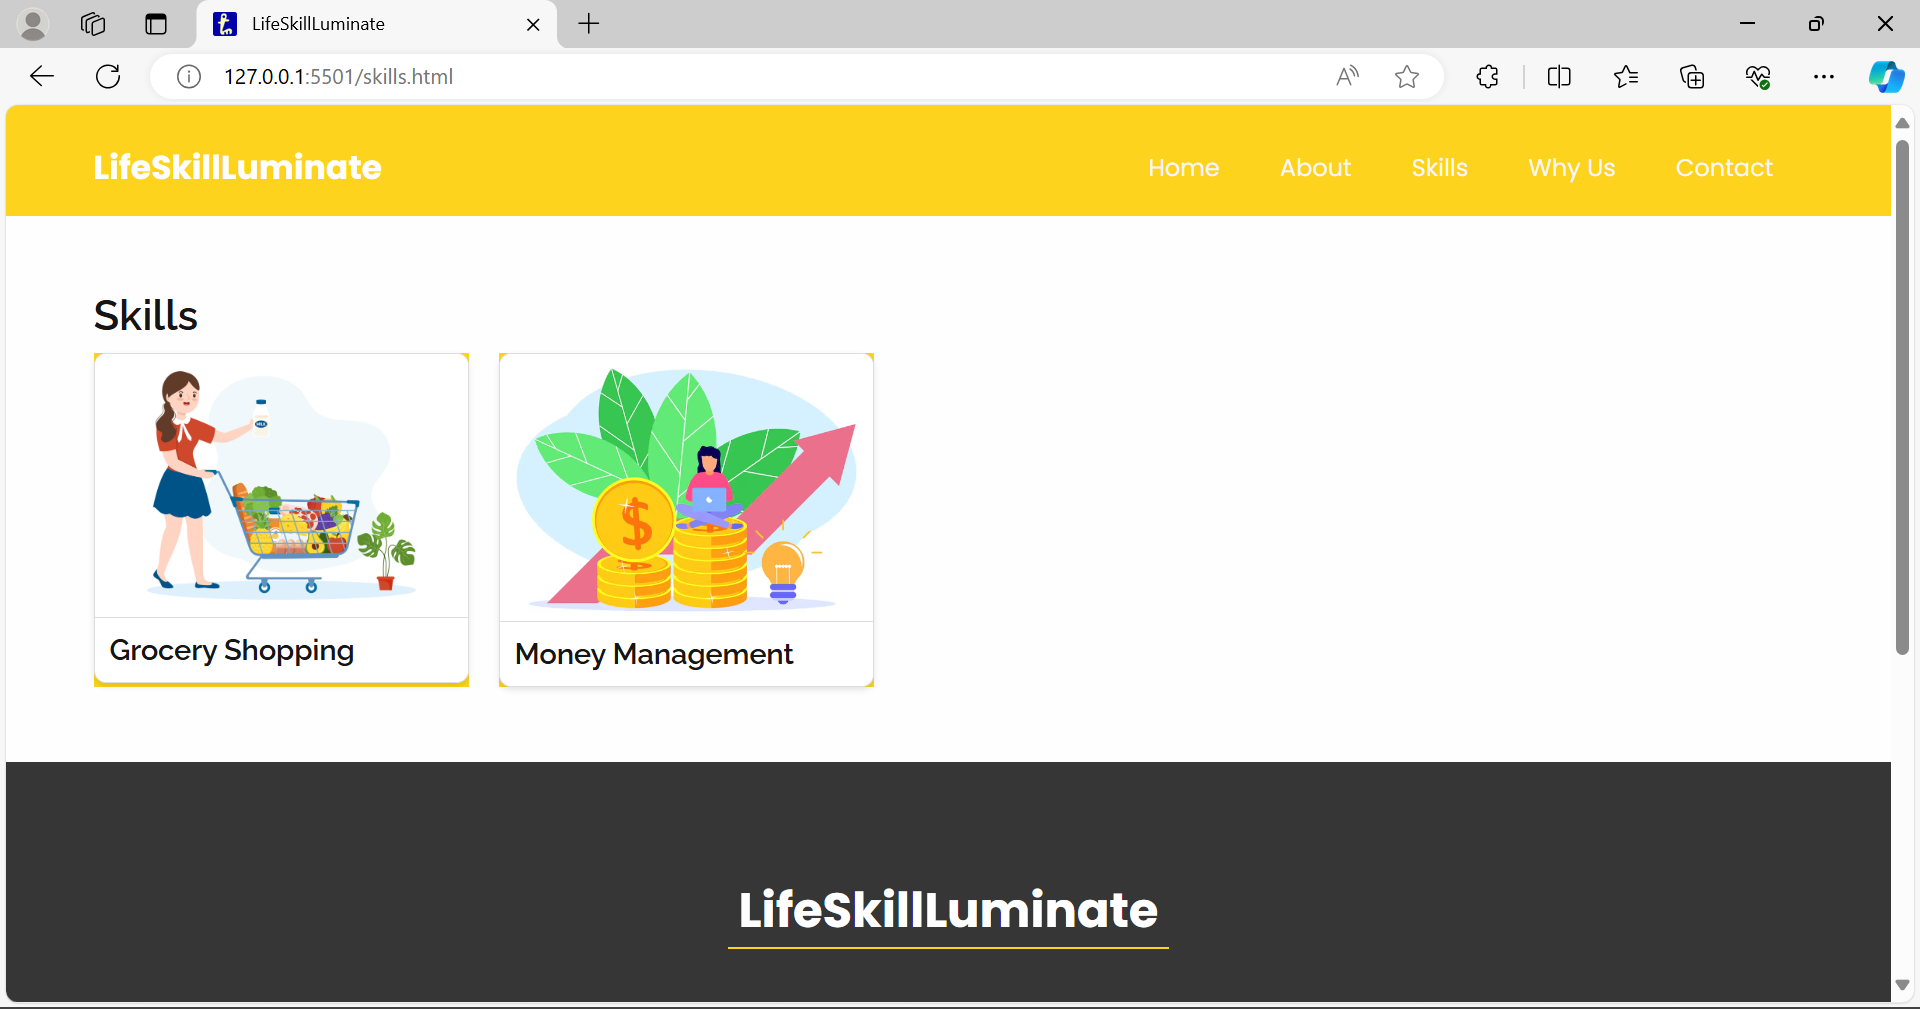 LifeSkillLuminate
127.0.0.1:5501/skills.html
LifeSkillLuminate
Home About Skills Why Us Contact
Skills
MILK
$
Grocery Shopping
Money Management
LifeSkillLuminate